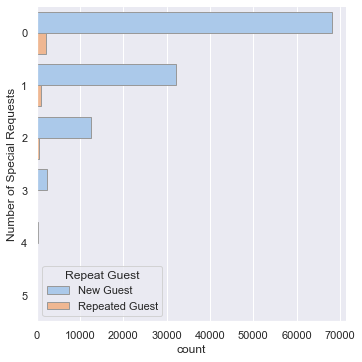 Number of Special Requests
0
1
2
3
4
5
Repeat Guest
New Guest
Repeated Guest
0 10000 20000 30000 40000 50000 60000 70000
count